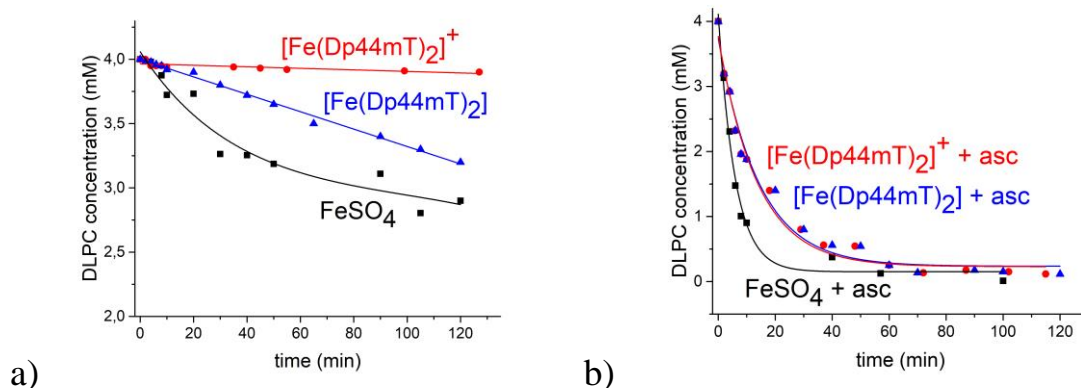 [Fe(Dp44mT)₂]⁺
[Fe(Dp44mT)₂]
FeSO₄
DLPC concentration (mM)
4,0
3,5
3,0
2,5
2,0
0 20 40 60 80 100 120
time (min)
a)
[Fe(Dp44mT)₂]⁺ + asc
[Fe(Dp44mT)₂] + asc
FeSO₄ + asc
DLPC concentration (mM)
4
3
2
1
0
0 20 40 60 80 100 120
time (min)
b)